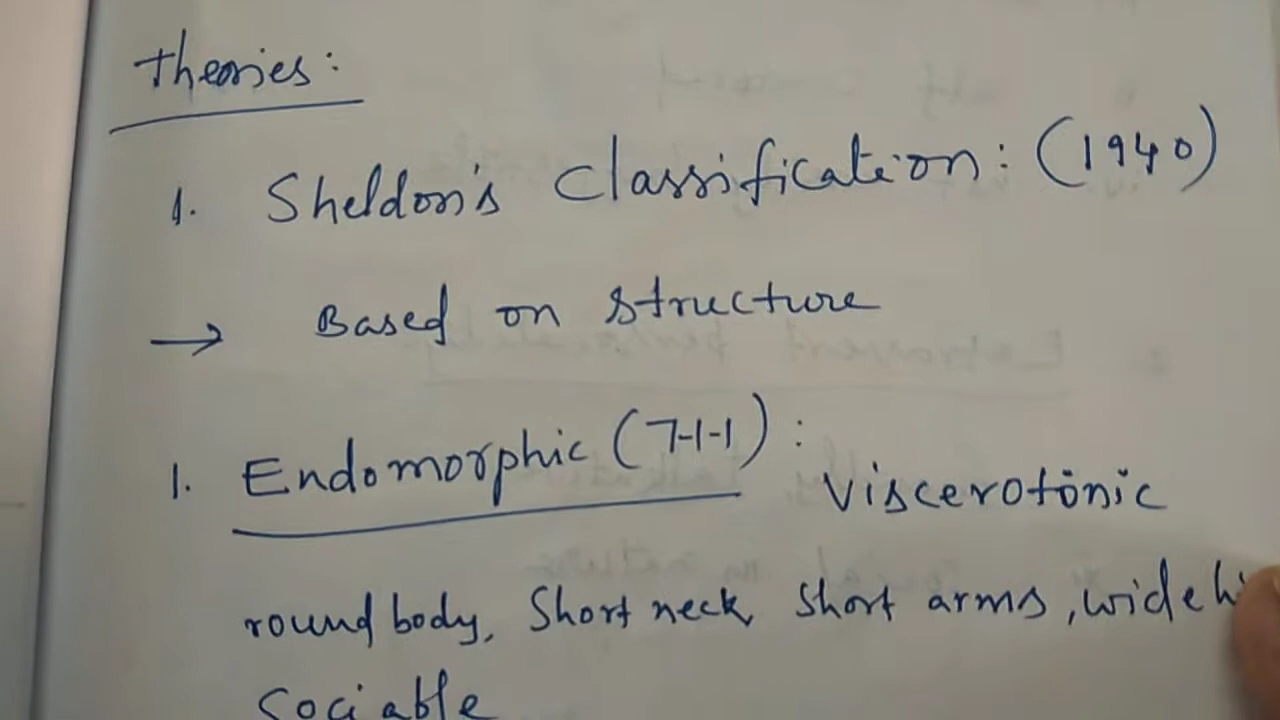 Theories:
1. Sheldon's Classification: (1940)
→ Based on structure
1. Endomorphic (7-1-1): Viscerotonic
round body, Short neck, Short arms, wide
Sociable